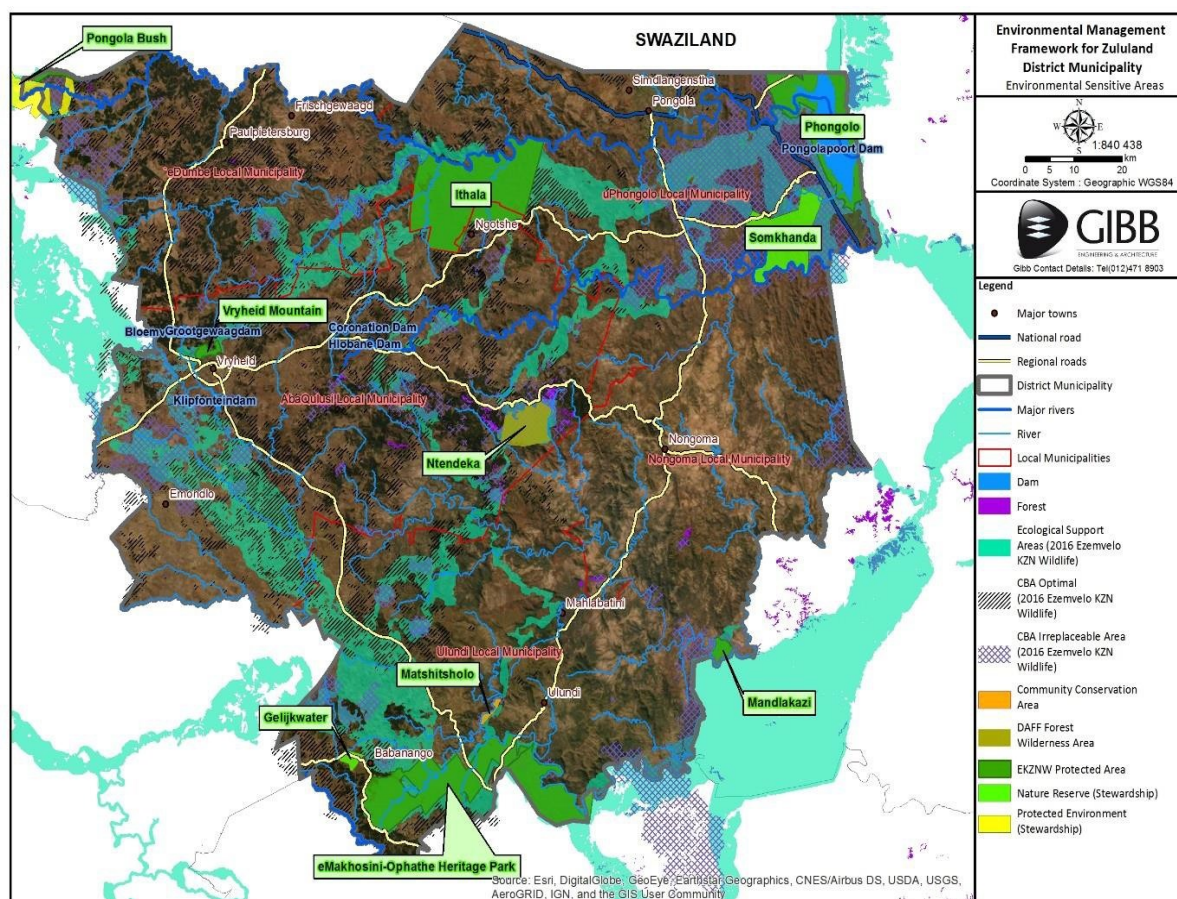 Pongola Bush
SWAZILAND
Simdlangenstha
Pongola
Frischgewaagd
Paulpietersburg
Phongolo
Pongolapoort Dam
eDumbe Local Municipality
Ithala
uPhongolo Local Municipality
Ngotshe
Somkhanda
Vryheid Mountain
Grootgewaagdam
Coronation Dam
Hlobane Dam
Vryheid
Klipfonteindam
AbaQulusi Local Municipality
Ntendeka
Nongoma
Nongoma Local Municipality
Emondlo
Mahlabatini
Ulundi Local Municipality
Matshitsholo
Ulundi
Mandlakazi
Gelijkwater
Babanango
eMakhosini-Ophathe Heritage Park
Source: Esri, DigitalGlobe, GeoEye, Earthstar Geographics, CNES/Airbus DS, USDA, USGS,
AeroGRID, IGN, and the GIS User Community
Environmental Management
Framework for Zululand
District Municipality
Environmental Sensitive Areas
N
W E
S
1:840 438
0 5 10 20
km
Coordinate System : Geographic WGS84
GIBB
ENGINEERING & ARCHITECTURE
Gibb Contact Details: Tel(012)471 8903
Legend
Major towns
National road
Regional roads
District Municipality
Major rivers
River
Local Municipalities
Dam
Forest
Ecological Support
Areas (2016 Ezemvelo
KZN Wildlife)
CBA Optimal
(2016 Ezemvelo KZN
Wildlife)
CBA Irreplaceable Area
(2016 Ezemvelo KZN
Wildlife)
Community Conservation
Area
DAFF Forest
Wilderness Area
EKZNW Protected Area
Nature Reserve (Stewardship)
Protected Environment
(Stewardship)